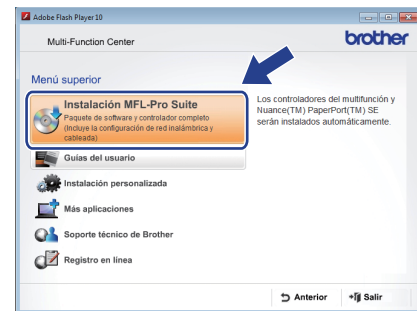 Adobe Flash Player 10
Multi-Function Center
brother
Menú superior
Instalación MFL-Pro Suite
Paquete de software y controlador completo
(Incluye la configuración de red inalámbrica y
cableada)
Los controladores del multifunción y
Nuance(TM) PaperPort(TM) SE
serán instalados automáticamente.
Guías del usuario
Instalación personalizada
Más aplicaciones
Soporte técnico de Brother
Registro en línea
Anterior
Salir